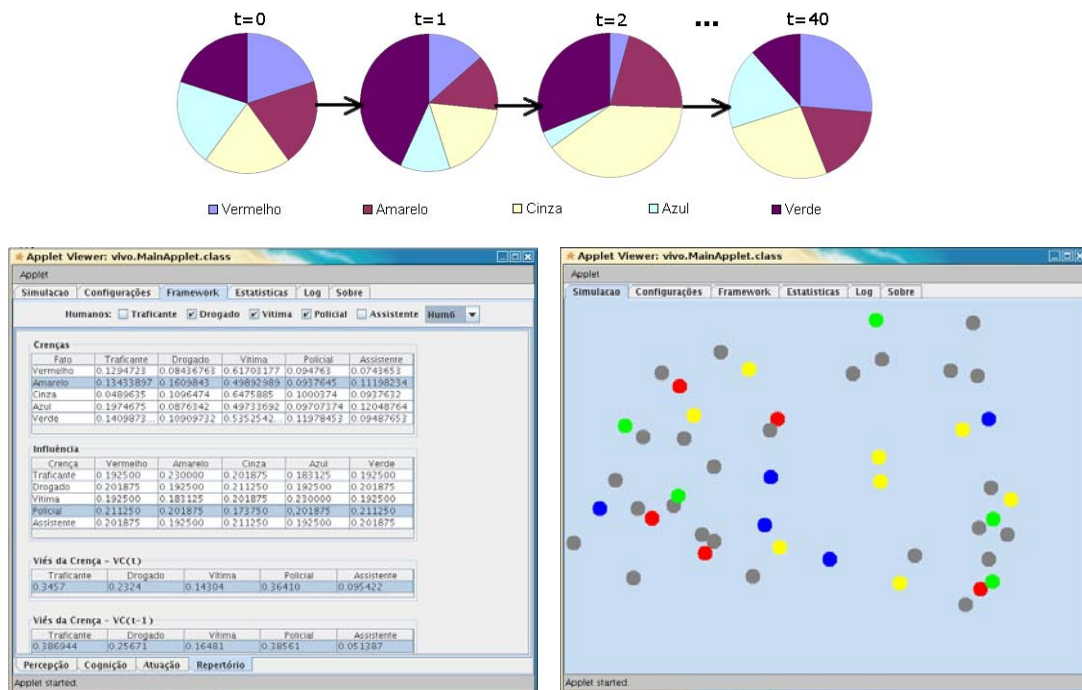 t=0 t=1 t=2 ... t=40
Vermelho Amarelo Cinza Azul Verde
Applet Viewer: vivo.MainApplet.class
Applet
Simulacao Configurações Framework Estatisticas Log Sobre
Humanos: Traficante Drogado Vítima Policial Assistente Hum6
Crenças
Fato Traficante Drogado Vítima Policial Assistente
Vermelho 0.1294723 0.08436763 0.61703177 0.094763 0.0743653
Amarelo 0.13433897 0.1609843 0.49892989 0.0937645 0.11198234
Cinza 0.0489635 0.1096474 0.6475885 0.1000374 0.0937632
Azul 0.1974675 0.0876342 0.49733692 0.09707374 0.12048764
Verde 0.1409873... 0.10909732 0.5352542... 0.11978453 0.09487653
Influência
Crença Vermelho Amarelo Cinza Azul Verde
Traficante 0.192500 0.230000 0.201875 0.183125 0.192500
Drogado 0.201875 0.192500 0.211250 0.192500 0.201875
Vítima 0.192500 0.183125 0.201875 0.230000 0.192500
Policial 0.211250 0.201875 0.173750 0,201875 0.211250
Assistente 0.201875 0.192500 0.211250 0.192500 0.201875
Viés da Crença - VC(t)
Traficante Drogado Vítima Policial Assistente
0.3457 0.2324 0.14304 0.36410 0.095422
Viés da Crença - VC(t-1)
Traficante Drogado Vítima Policial Assistente
0.386944 0.25671 0.16481 0.38561 0.051387
Percepção Cognição Atuação Repertório
Applet started.
Applet Viewer: vivo.MainApplet.class
Applet
Simulacao Configurações Framework Estatisticas Log Sobre
Applet started.